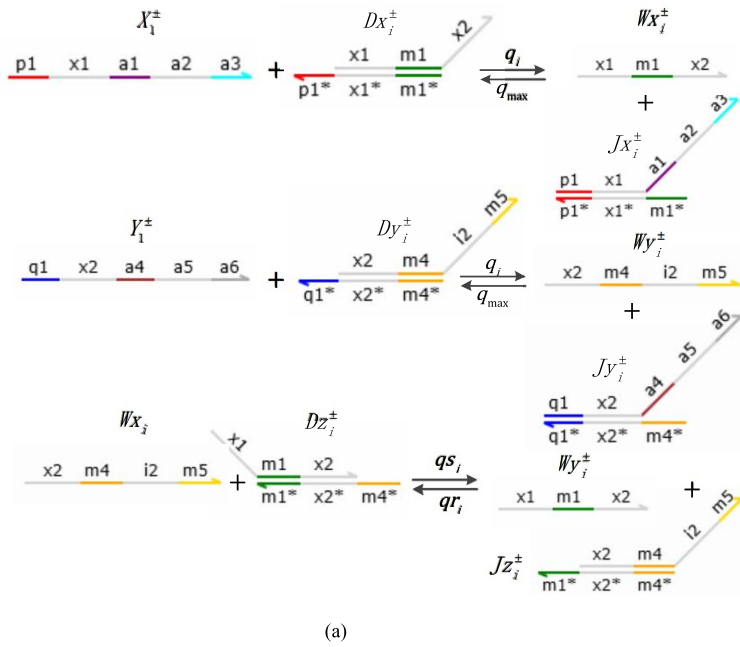 X₁± Dxᵢ± Wxᵢ±
p1 x1 a1 a2 a3 + x1 m1 x2 qᵢ x1 m1 x2
p1* x1* m1* q_max
+
Jxᵢ± a1 a2 a3
p1 x1
p1* x1* m1*
Y₁± Dyᵢ± Wyᵢ±
q1 x2 a4 a5 a6 + x2 m4 i2 m5 qᵢ x2 m4 i2 m5
q1* x2* m4* q_max
+
Jyᵢ± a4 a5 a6
q1 x2
q1* x2* m4*
Wxᵢ Dzᵢ± Wyᵢ±
x2 m4 i2 m5 + x1 m1 x2 qsᵢ x1 m1 x2 +
m1* x2* m4* qrᵢ
Jzᵢ± x2 m4 i2 m5
m1* x2* m4*
(a)